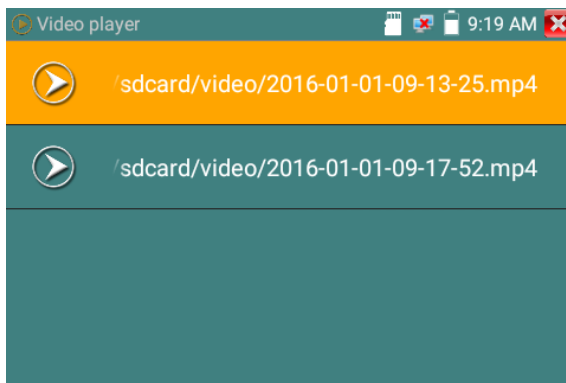 Video player
9:19 AM
/sdcard/video/2016-01-01-09-13-25.mp4
/sdcard/video/2016-01-01-09-17-52.mp4